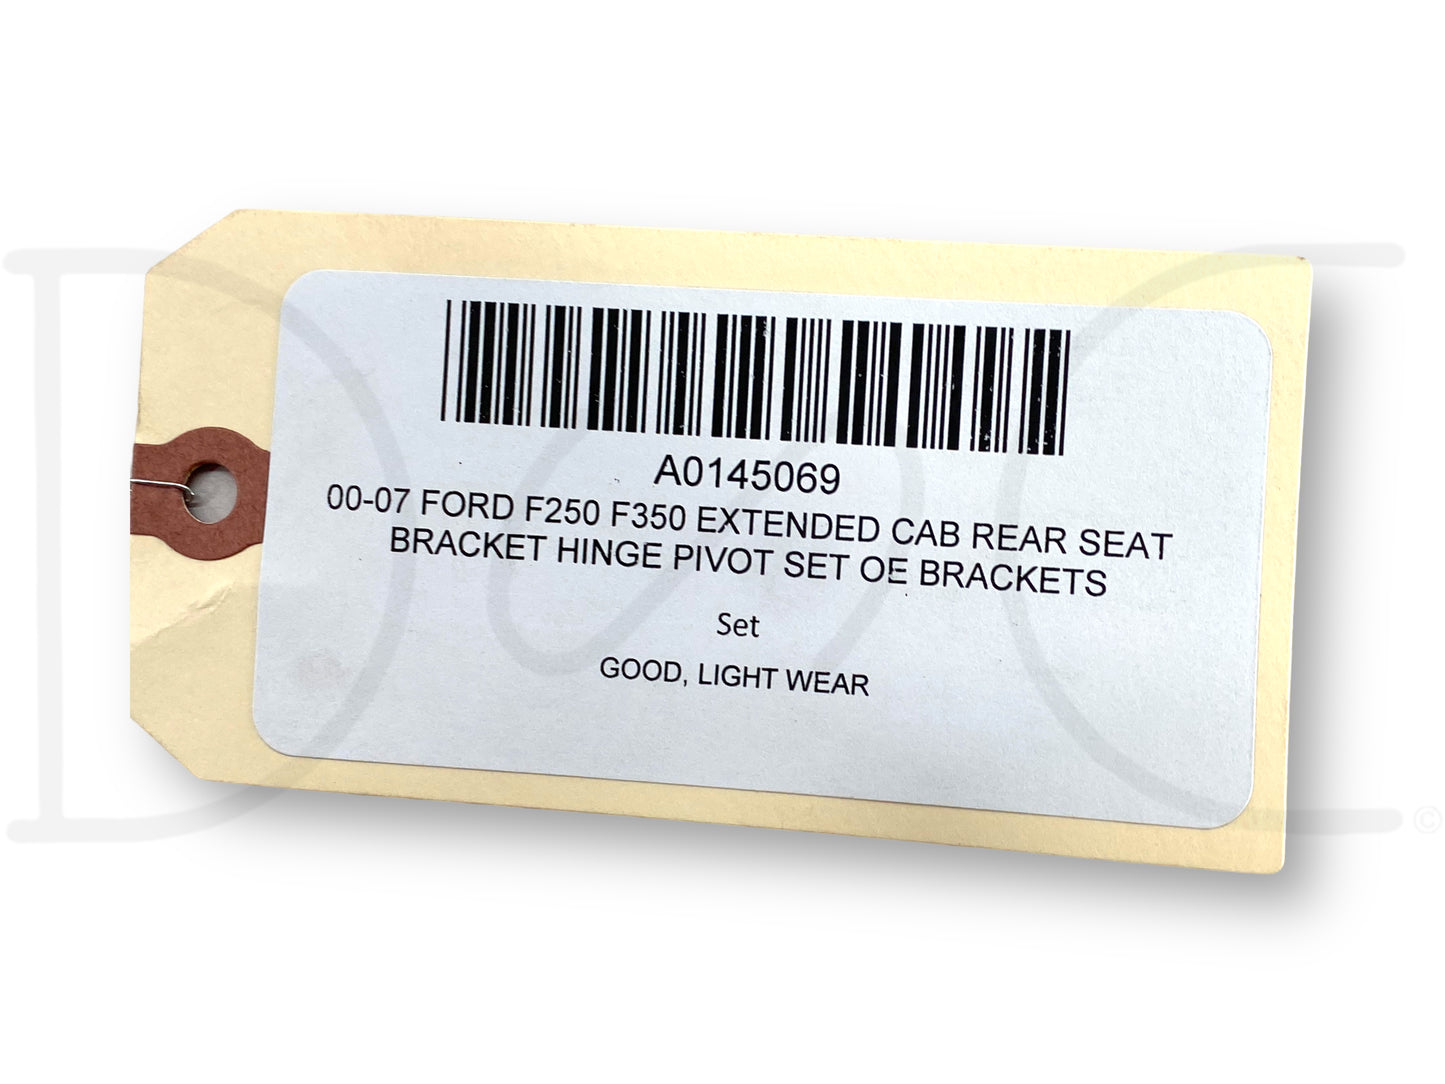 A0145069
00-07 FORD F250 F350 EXTENDED CAB REAR SEAT
BRACKET HINGE PIVOT SET OE BRACKETS
Set
GOOD, LIGHT WEAR
©